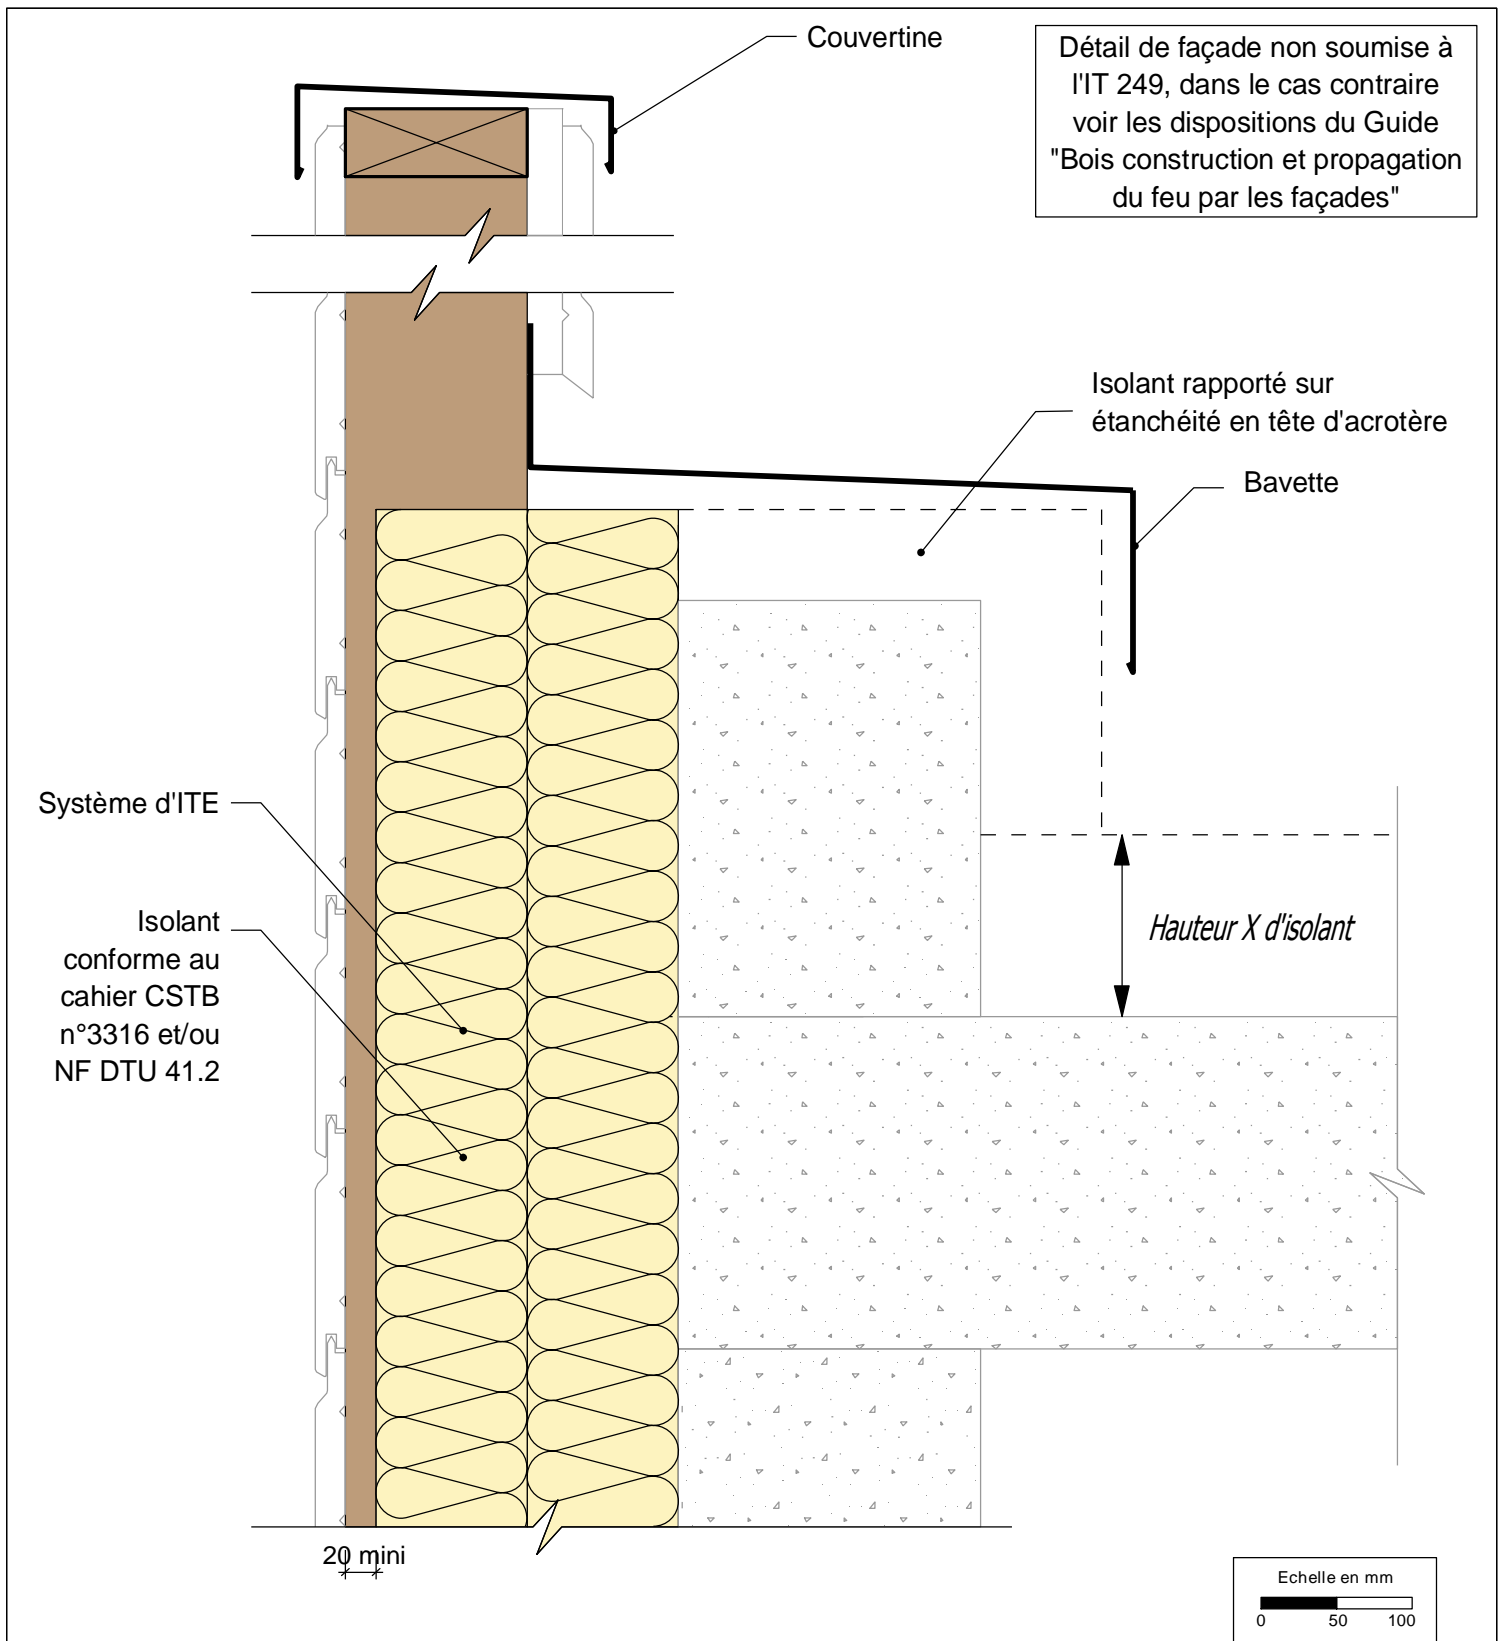 Couvertine
Détail de façade non soumise à
l'IT 249, dans le cas contraire
voir les dispositions du Guide
"Bois construction et propagation
du feu par les façades"
Isolant rapporté sur
étanchéité en tête d'acrotère
Bavette
Système d'ITE
Isolant
conforme au
cahier CSTB
n°3316 et/ou
NF DTU 41.2
Hauteur X d'isolant
20 mini
Echelle en mm
0 50 100